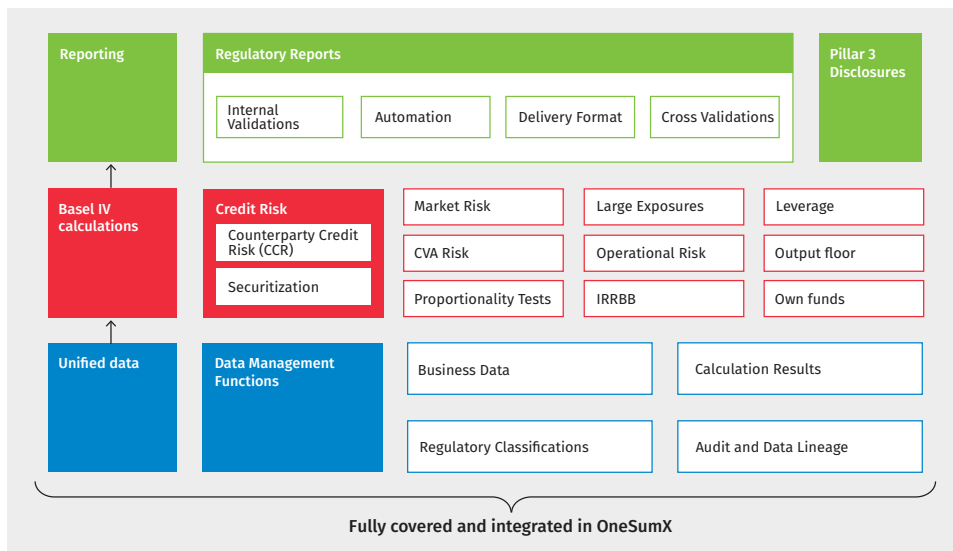 Reporting
Regulatory Reports
Pillar 3
Disclosures
Internal
Validations
Automation
Delivery Format
Cross Validations
Basel IV
calculations
Credit Risk
Counterparty Credit
Risk (CCR)
Securitization
Market Risk
Large Exposures
Leverage
CVA Risk
Operational Risk
Output floor
Proportionality Tests
IRRBB
Own funds
Unified data
Data Management
Functions
Business Data
Calculation Results
Regulatory Classifications
Audit and Data Lineage
Fully covered and integrated in OneSumX